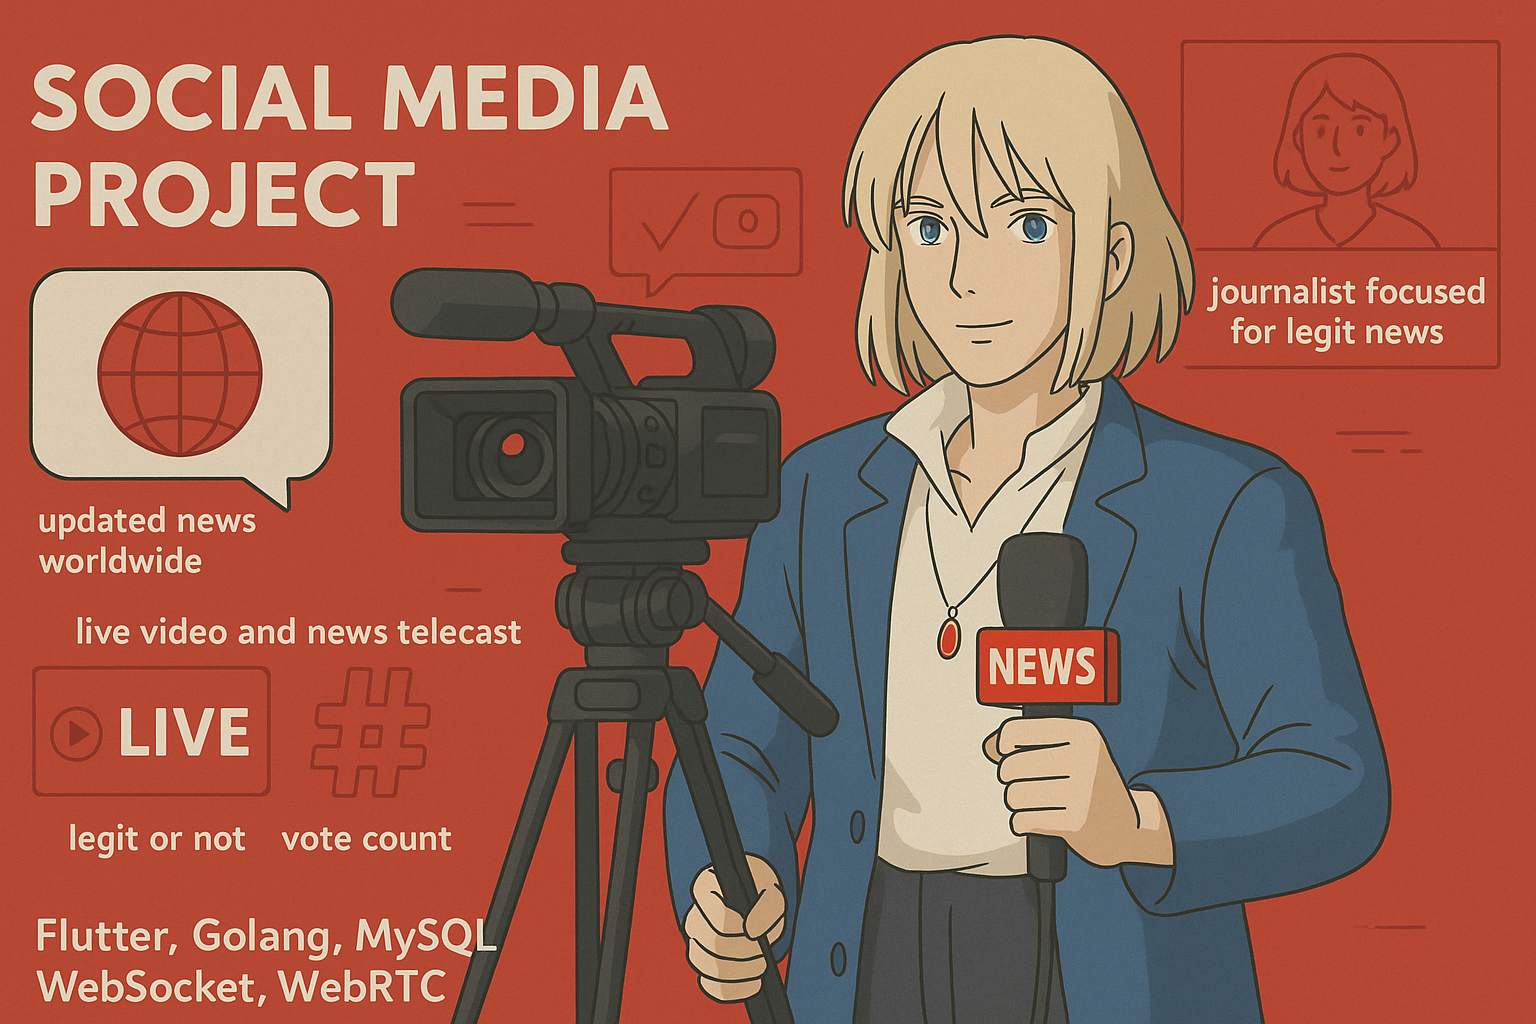 SOCIAL MEDIA
PROJECT
updated news
worldwide
live video and news telecast
LIVE
#
legit or not
vote count
Flutter, Golang, MySQL
WebSocket, WebRTC
journalist focused
for legit news
NEWS